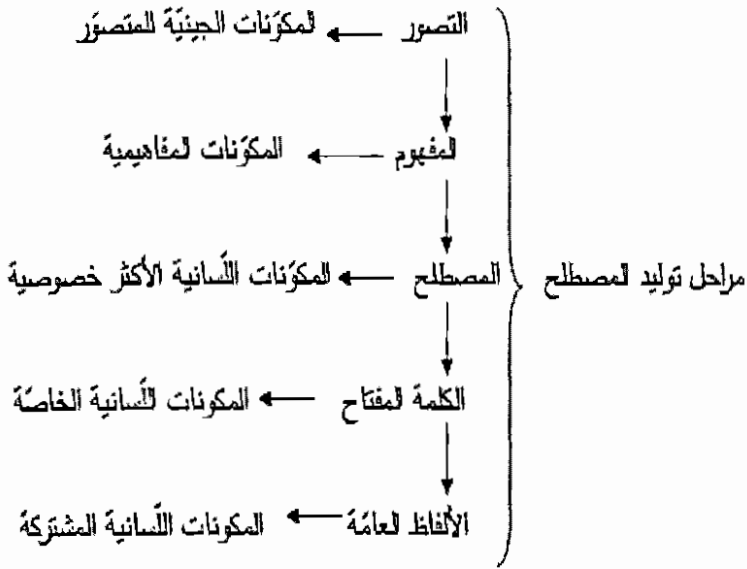 التصور ← المكوّنات الجينيّة للمتصوّر
المفهوم ← المكوّنات المفاهيمية
مراحل توليد المصطلح } المصطلح ← المكوّنات اللّسانية الأكثر خصوصية
الكلمة المفتاح ← المكونات اللّسانية الخاصّة
الألفاظ العامّة ← المكونات اللّسانية المشتركة